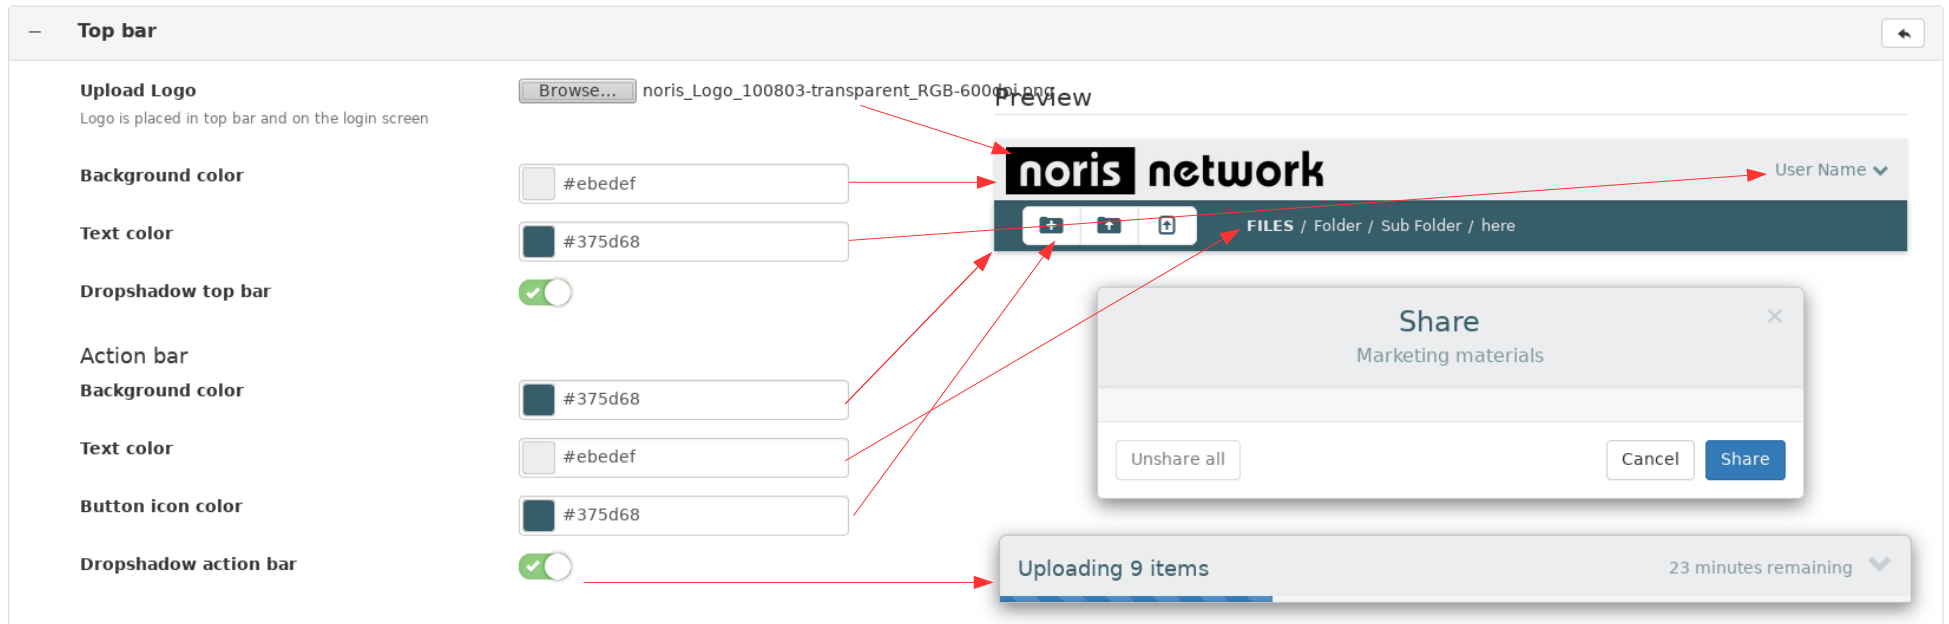 Top bar
Upload Logo
Browse... noris_Logo_100803-transparent_RGB-600dpi.png
Logo is placed in top bar and on the login screen
Background color
#ebedef
Text color
#375d68
Dropshadow top bar
Action bar
Background color
#375d68
Text color
#ebedef
Button icon color
#375d68
Dropshadow action bar
Preview
noris network
User Name
FILES / Folder / Sub Folder / here
Share
Marketing materials
Unshare all
Cancel
Share
Uploading 9 items
23 minutes remaining